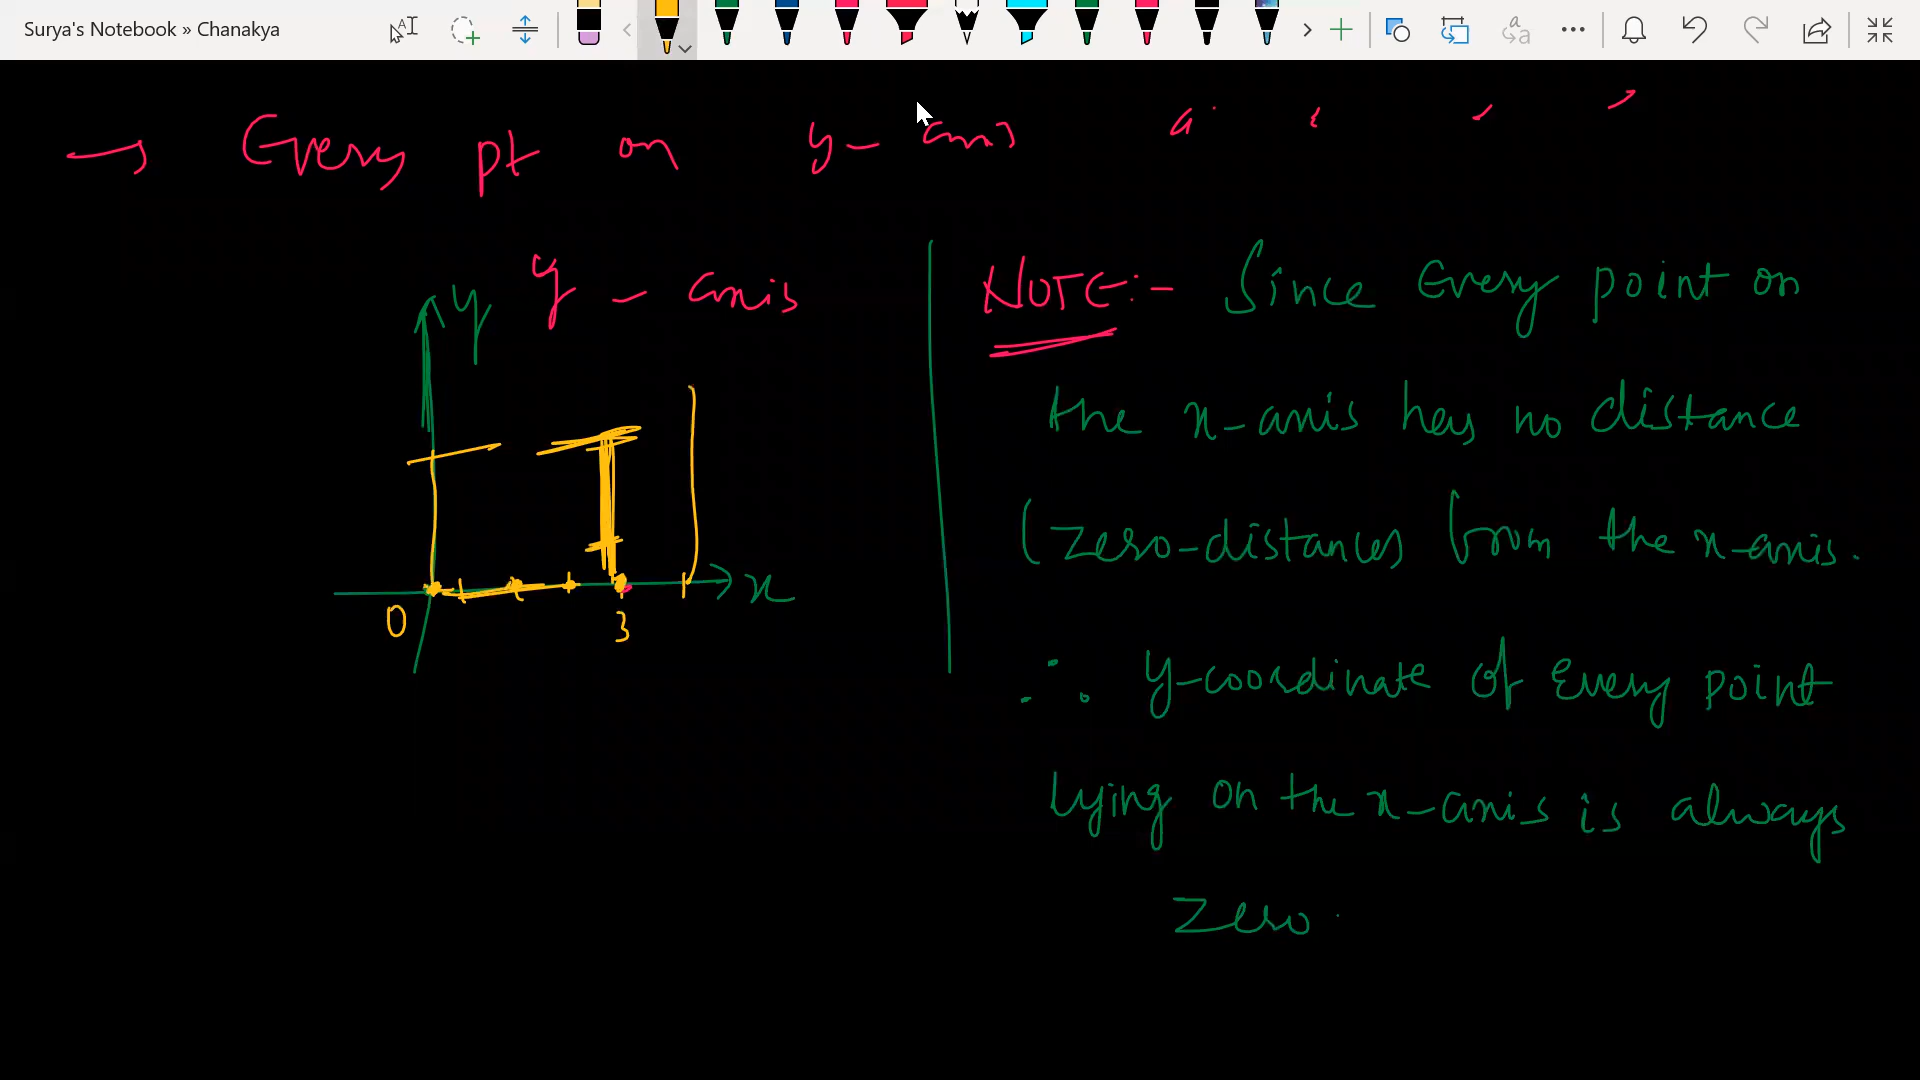 Surya's Notebook » Chanakya
→ Every pt on y- axis
y - axis
y
0
3
x
NOTE:- Since Every point on
the x-axis has no distance
(zero-distances from the x-axis.
∴ y-coordinate of Every point
lying on the x-axis is always
zero.